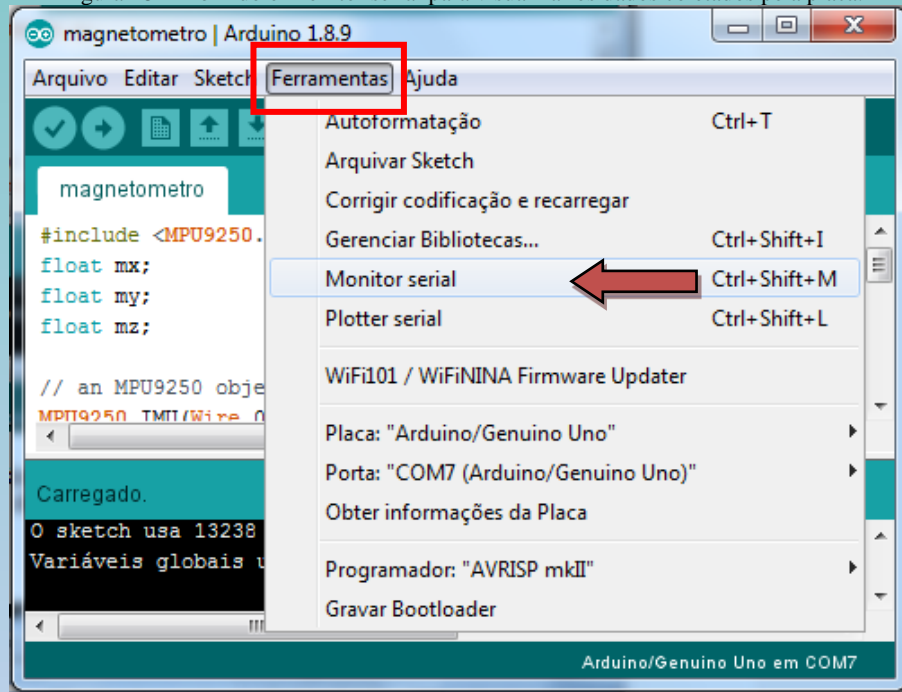 magnetometro | Arduino 1.8.9
Arquivo Editar Sketch Ferramentas Ajuda
Autoformatação Ctrl+T
Arquivar Sketch
magnetometro
Corrigir codificação e recarregar
#include <MPU9250.
Gerenciar Bibliotecas... Ctrl+Shift+I
float mx;
Monitor serial Ctrl+Shift+M
float my;
Plotter serial Ctrl+Shift+L
float mz;
WiFi101 / WiFiNINA Firmware Updater
// an MPU9250 obje
MPU9250 IMU(Wire
Placa: "Arduino/Genuino Uno"
Porta: "COM7 (Arduino/Genuino Uno)"
Carregado.
Obter informações da Placa
O sketch usa 13238
Variáveis globais u
Programador: "AVRISP mkII"
Gravar Bootloader
Arduino/Genuino Uno em COM7